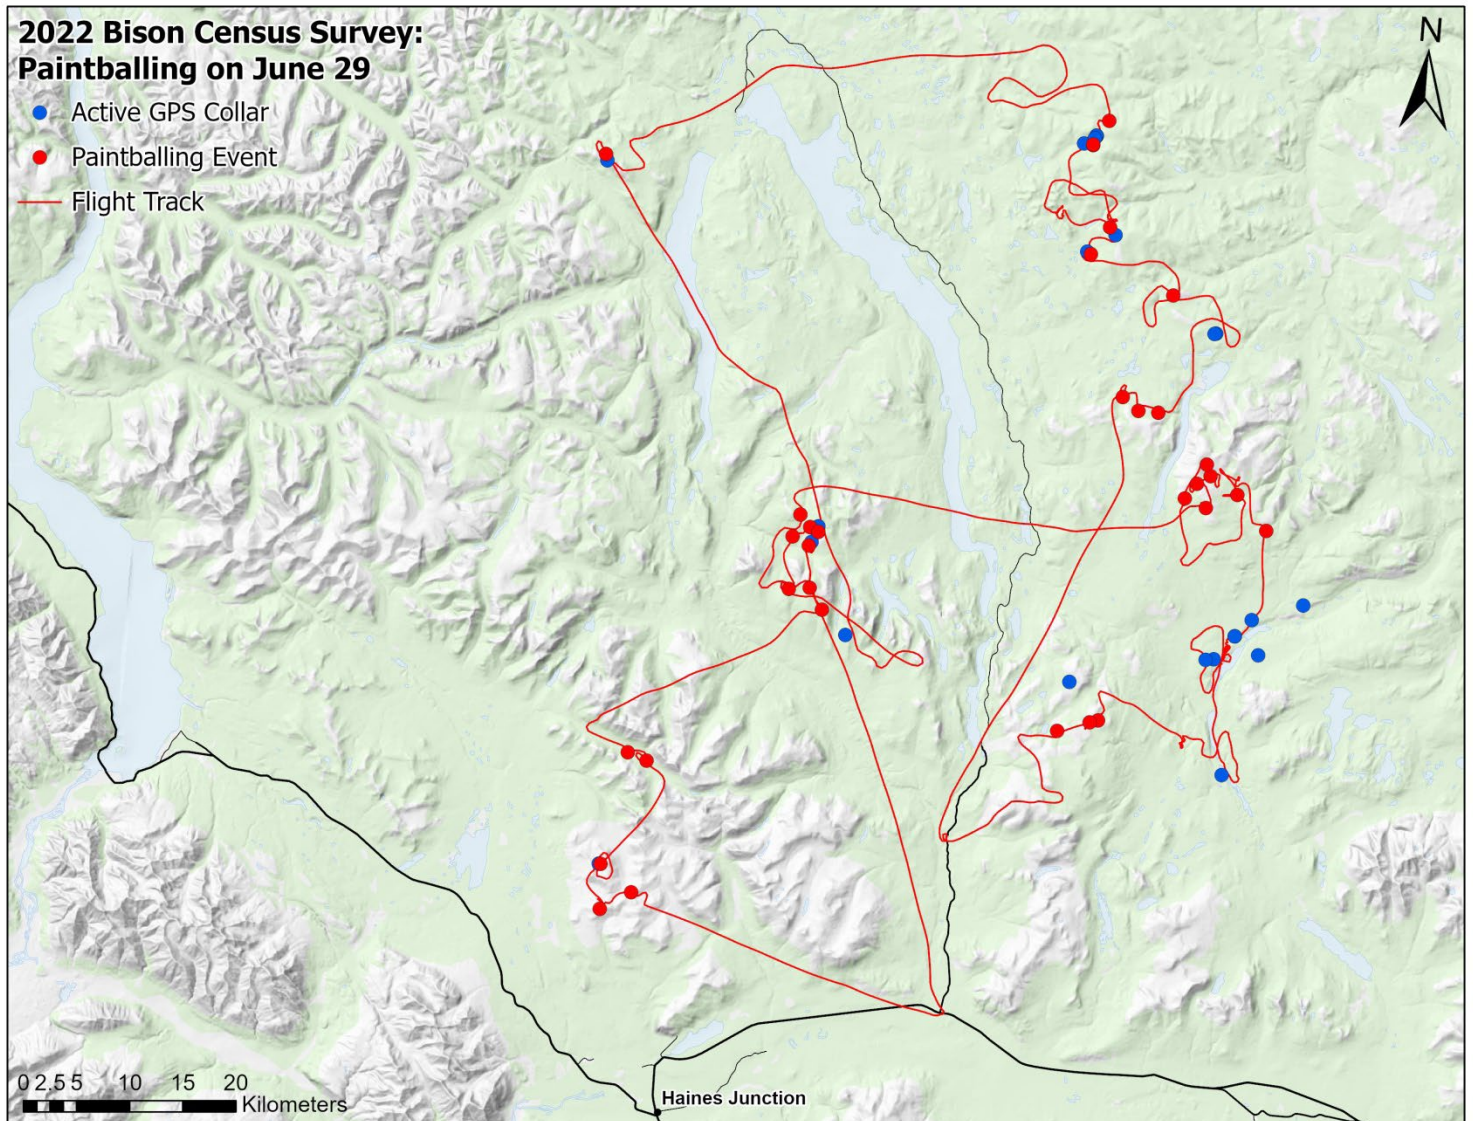 2022 Bison Census Survey:
Paintballing on June 29
Active GPS Collar
Paintballing Event
Flight Track
N
0 2.5 5 10 15 20
Kilometers
Haines Junction